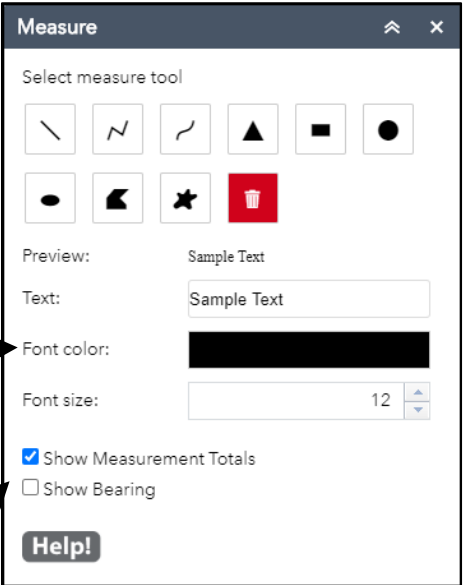 Measure
Select measure tool
Preview: Sample Text
Text: Sample Text
Font color:
Font size: 12
Show Measurement Totals
Show Bearing
Help!